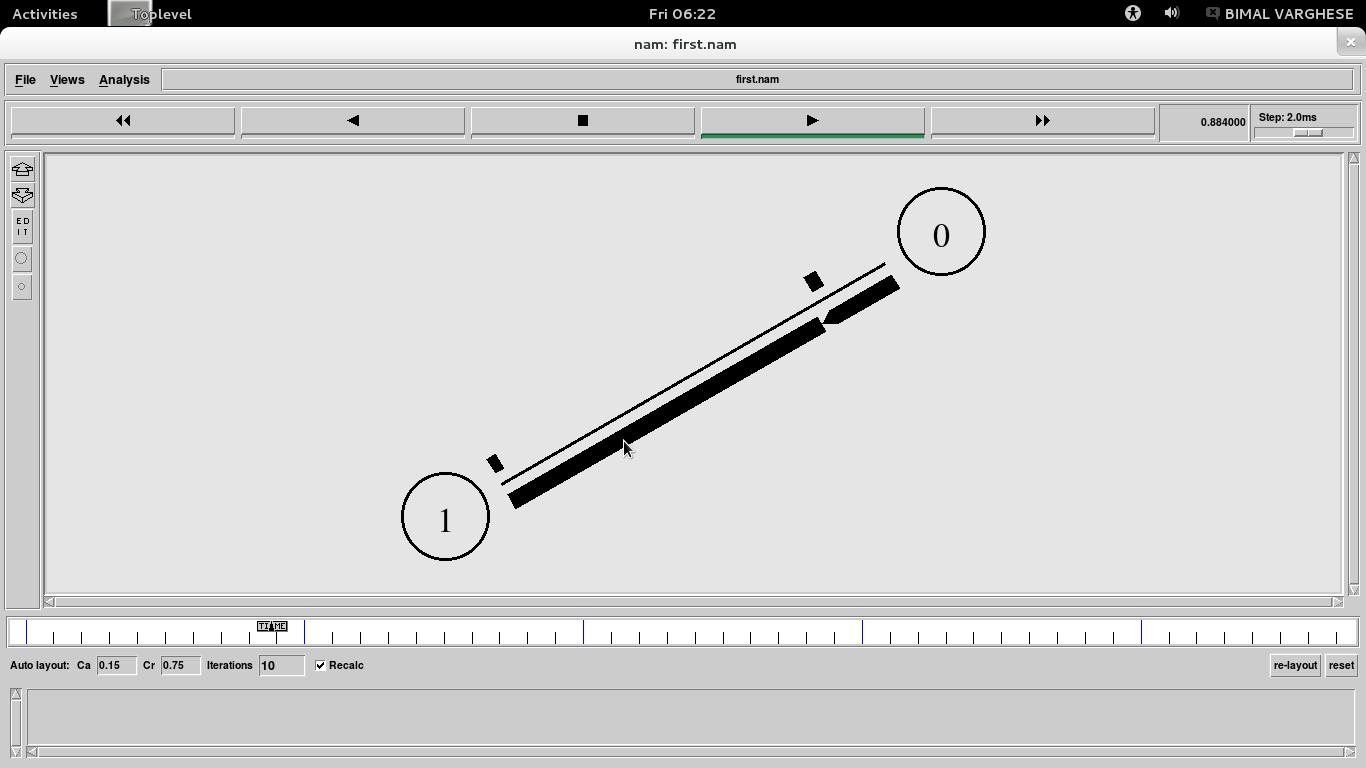 Activities Toplevel Fri 06:22 BIMAL VARGHESE
nam: first.nam
File Views Analysis first.nam
0.884000 Step: 2.0ms
E D
I T
0
1
TIME
Auto layout: Ca 0.15 Cr 0.75 Iterations 10 Recalc re-layout reset